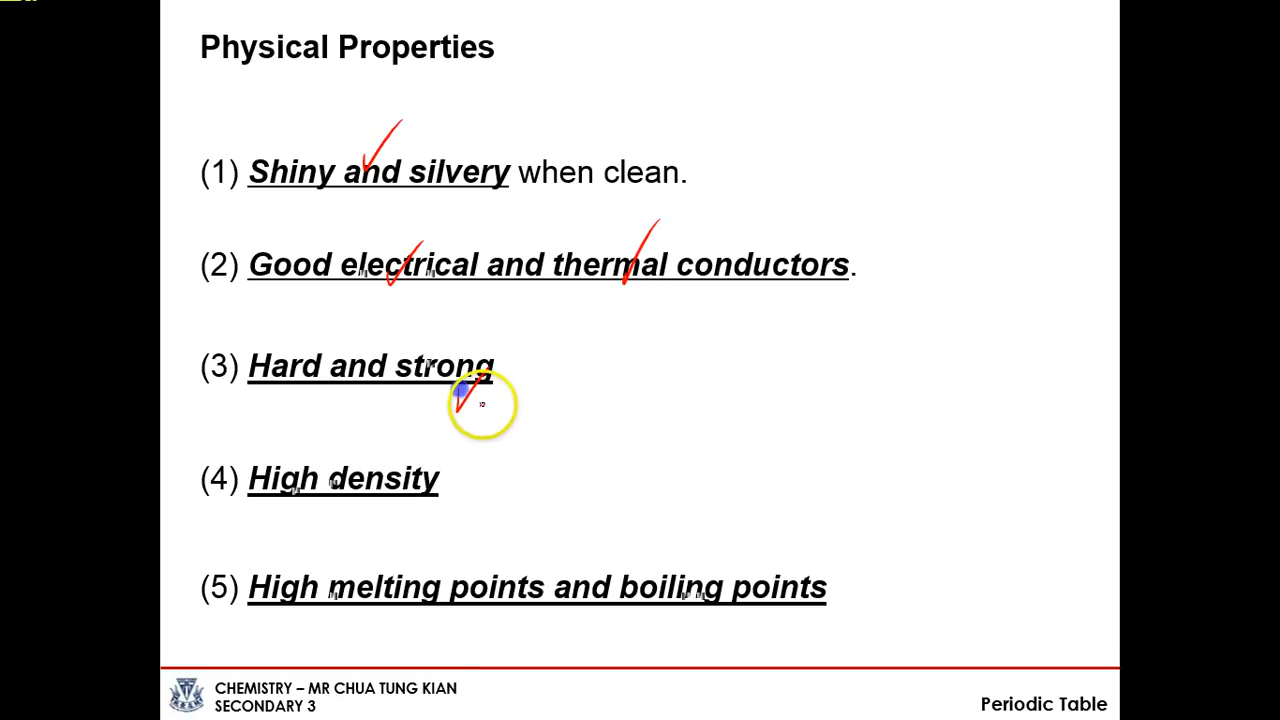 Physical Properties
(1) Shiny and silvery when clean.
(2) Good electrical and thermal conductors.
(3) Hard and strong
(4) High density
(5) High melting points and boiling points
CHEMISTRY – MR CHUA TUNG KIAN
SECONDARY 3
Periodic Table